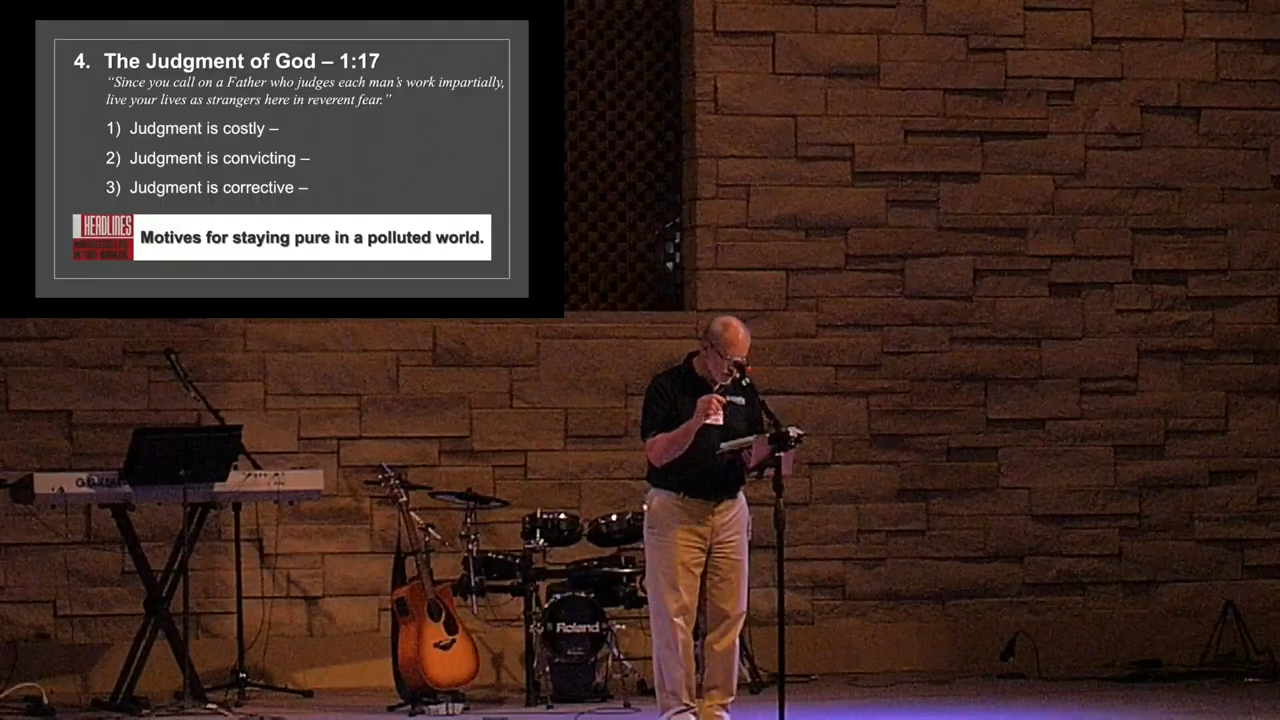 4. The Judgment of God – 1:17
“Since you call on a Father who judges each man’s work impartially,
live your lives as strangers here in reverent fear.”
1) Judgment is costly –
2) Judgment is convicting –
3) Judgment is corrective –
HEADLINES
Motives for staying pure in a polluted world.
Roland